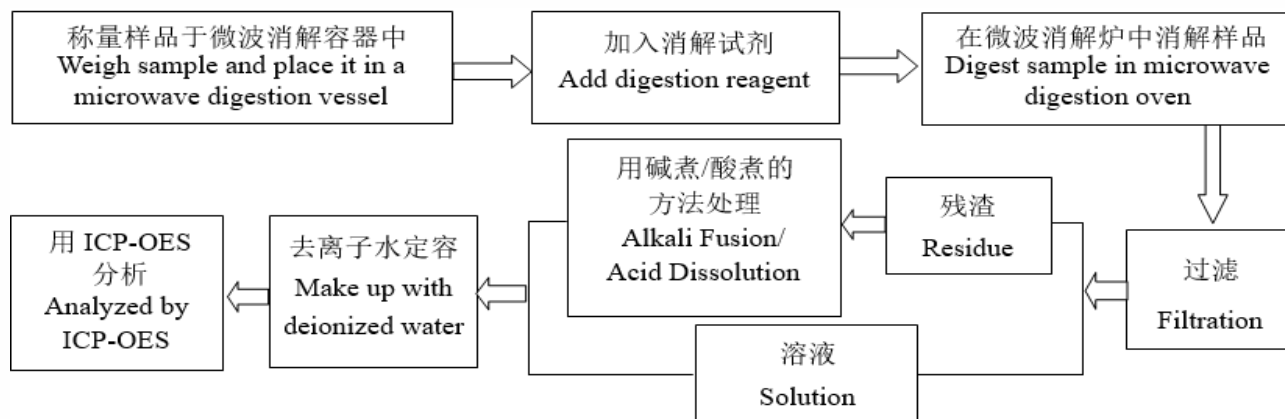 称量样品于微波消解容器中
Weigh sample and place it in a
microwave digestion vessel
加入消解试剂
Add digestion reagent
在微波消解炉中消解样品
Digest sample in microwave
digestion oven
过滤
Filtration
残渣
Residue
用碱煮/酸煮的
方法处理
Alkali Fusion/
Acid Dissolution
溶液
Solution
去离子水定容
Make up with
deionized water
用 ICP-OES
分析
Analyzed by
ICP-OES